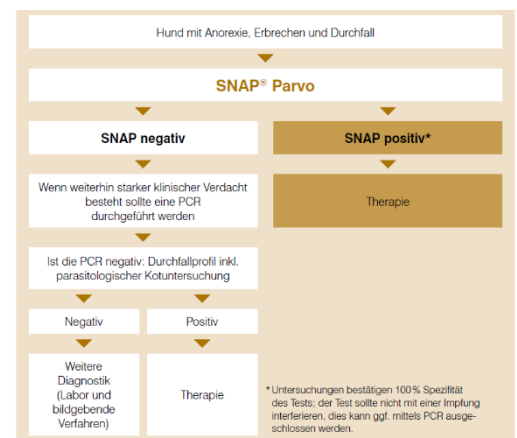 Hund mit Anorexie, Erbrechen und Durchfall
SNAP® Parvo
SNAP negativ
SNAP positiv*
Wenn weiterhin starker klinischer Verdacht
besteht sollte eine PCR
durchgeführt werden
Therapie
Ist die PCR negativ: Durchfallprofil inkl.
parasitologischer Kotuntersuchung
Negativ
Positiv
Weitere
Diagnostik
(Labor und
bildgebende
Verfahren)
Therapie
* Untersuchungen bestätigen 100% Spezifität
des Tests; der Test sollte nicht mit einer Impfung
interferieren, dies kann ggf. mittels PCR ausge-
schlossen werden.